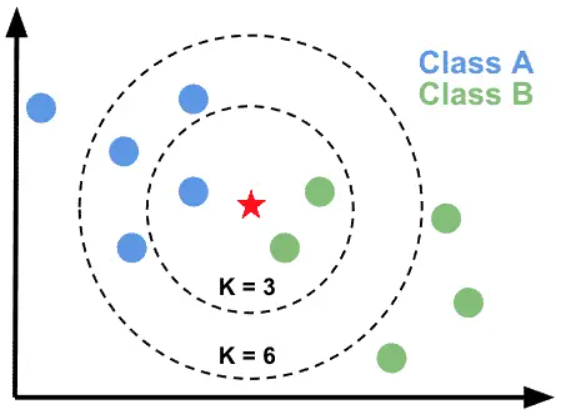 Class A
Class B
K = 3
K = 6